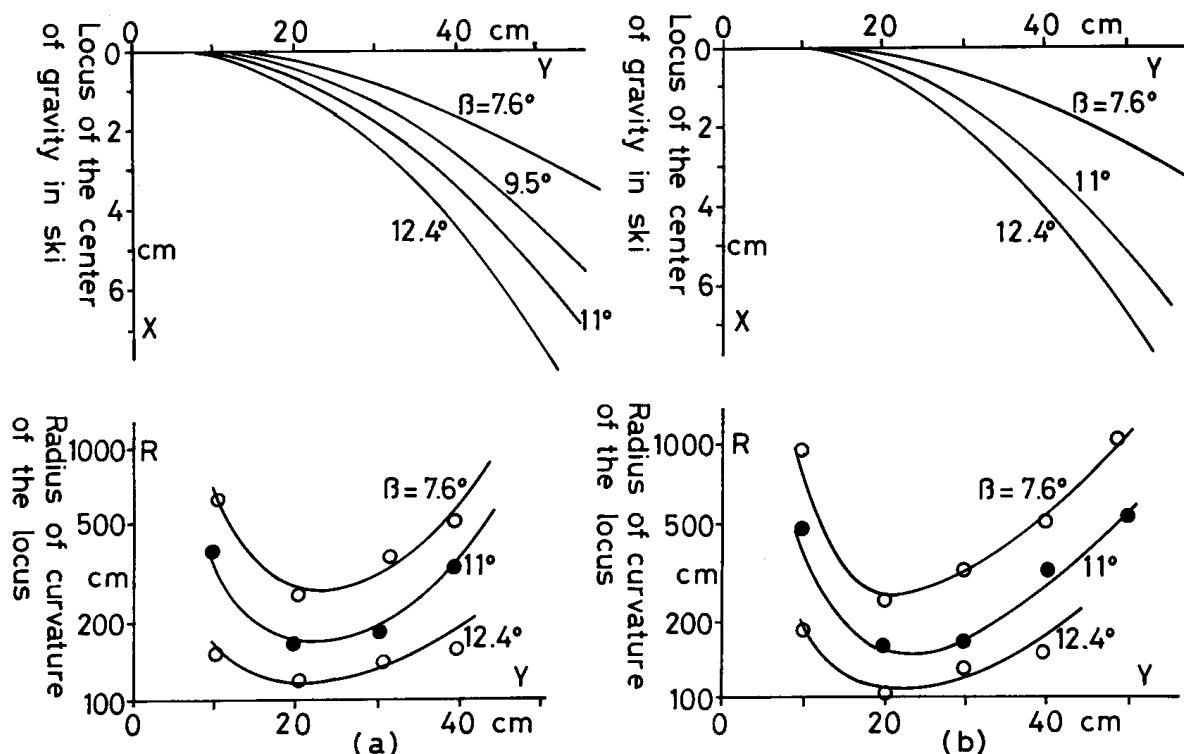 0 20 40 cm
Locus of the center
of gravity in ski
0
2
4
cm
6
X
Y
β=7.6°
9.5°
11°
12.4°
0 20 40 cm
Locus of the center
of gravity in ski
0
2
4
cm
6
X
Y
β=7.6°
11°
12.4°
Radius of curvature
of the locus
1000 R
500
cm
200
100
β=7.6°
11°
12.4°
Y
0 20 40 cm
(a)
Radius of curvature
of the locus
1000 R
500
cm
200
100
β=7.6°
11°
12.4°
Y
0 20 40 cm
(b)